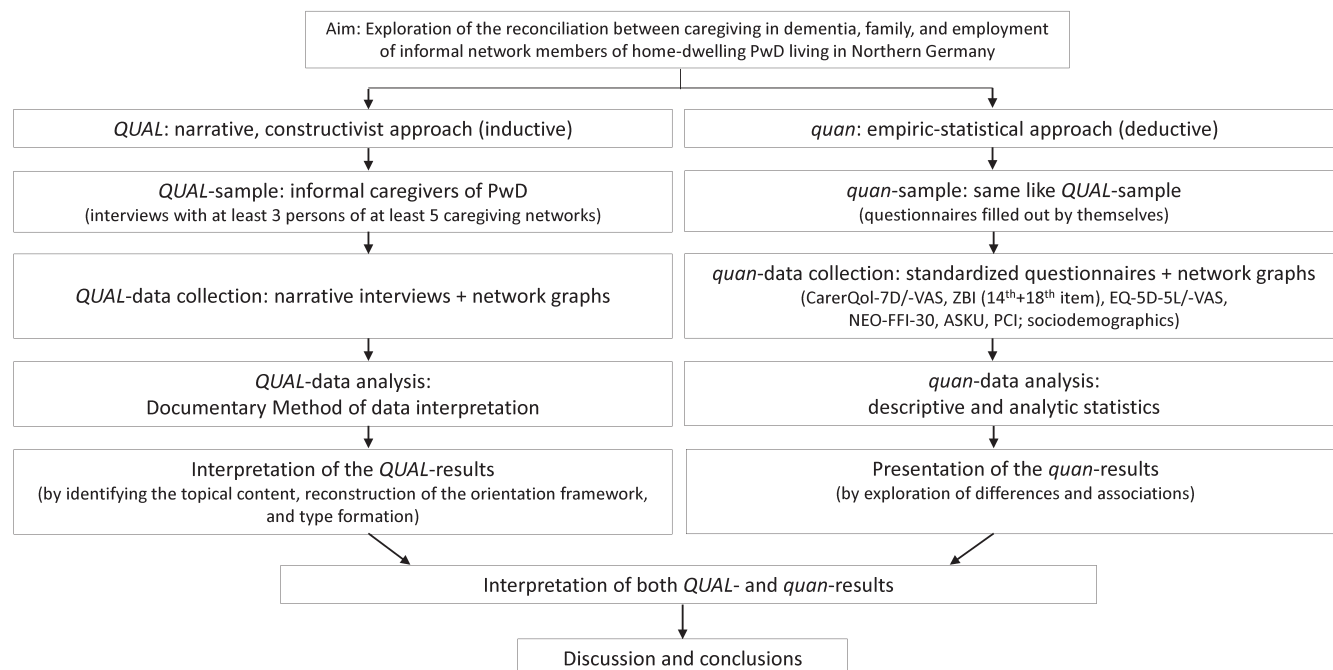 Aim: Exploration of the reconciliation between caregiving in dementia, family, and employment
of informal network members of home-dwelling PwD living in Northern Germany
QUAL: narrative, constructivist approach (inductive)
quan: empiric-statistical approach (deductive)
QUAL-sample: informal caregivers of PwD
(interviews with at least 3 persons of at least 5 caregiving networks)
quan-sample: same like QUAL-sample
(questionnaires filled out by themselves)
QUAL-data collection: narrative interviews + network graphs
quan-data collection: standardized questionnaires + network graphs
(CarerQol-7D/-VAS, ZBI (14th+18th item), EQ-5D-5L/-VAS,
NEO-FFI-30, ASKU, PCI; sociodemographics)
QUAL-data analysis:
Documentary Method of data interpretation
quan-data analysis:
descriptive and analytic statistics
Interpretation of the QUAL-results
(by identifying the topical content, reconstruction of the orientation framework,
and type formation)
Presentation of the quan-results
(by exploration of differences and associations)
Interpretation of both QUAL- and quan-results
Discussion and conclusions